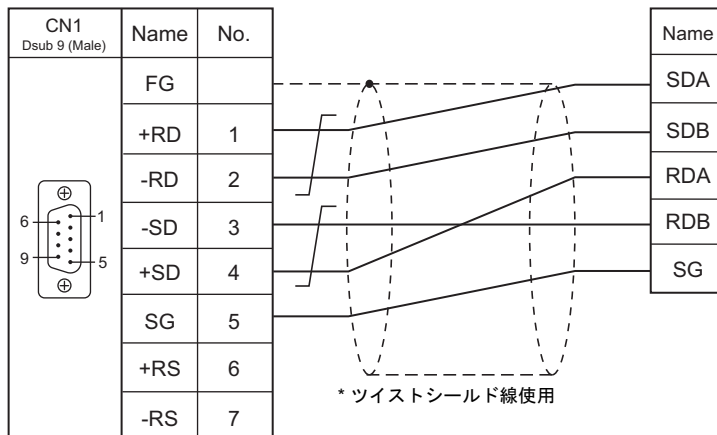 CN1
Dsub 9 (Male)
Name
No.
Name
FG
SDA
+RD
1
SDB
-RD
2
RDA
6
1
-SD
3
RDB
9
5
+SD
4
SG
SG
5
+RS
6
* ツイストシールド線使用
-RS
7